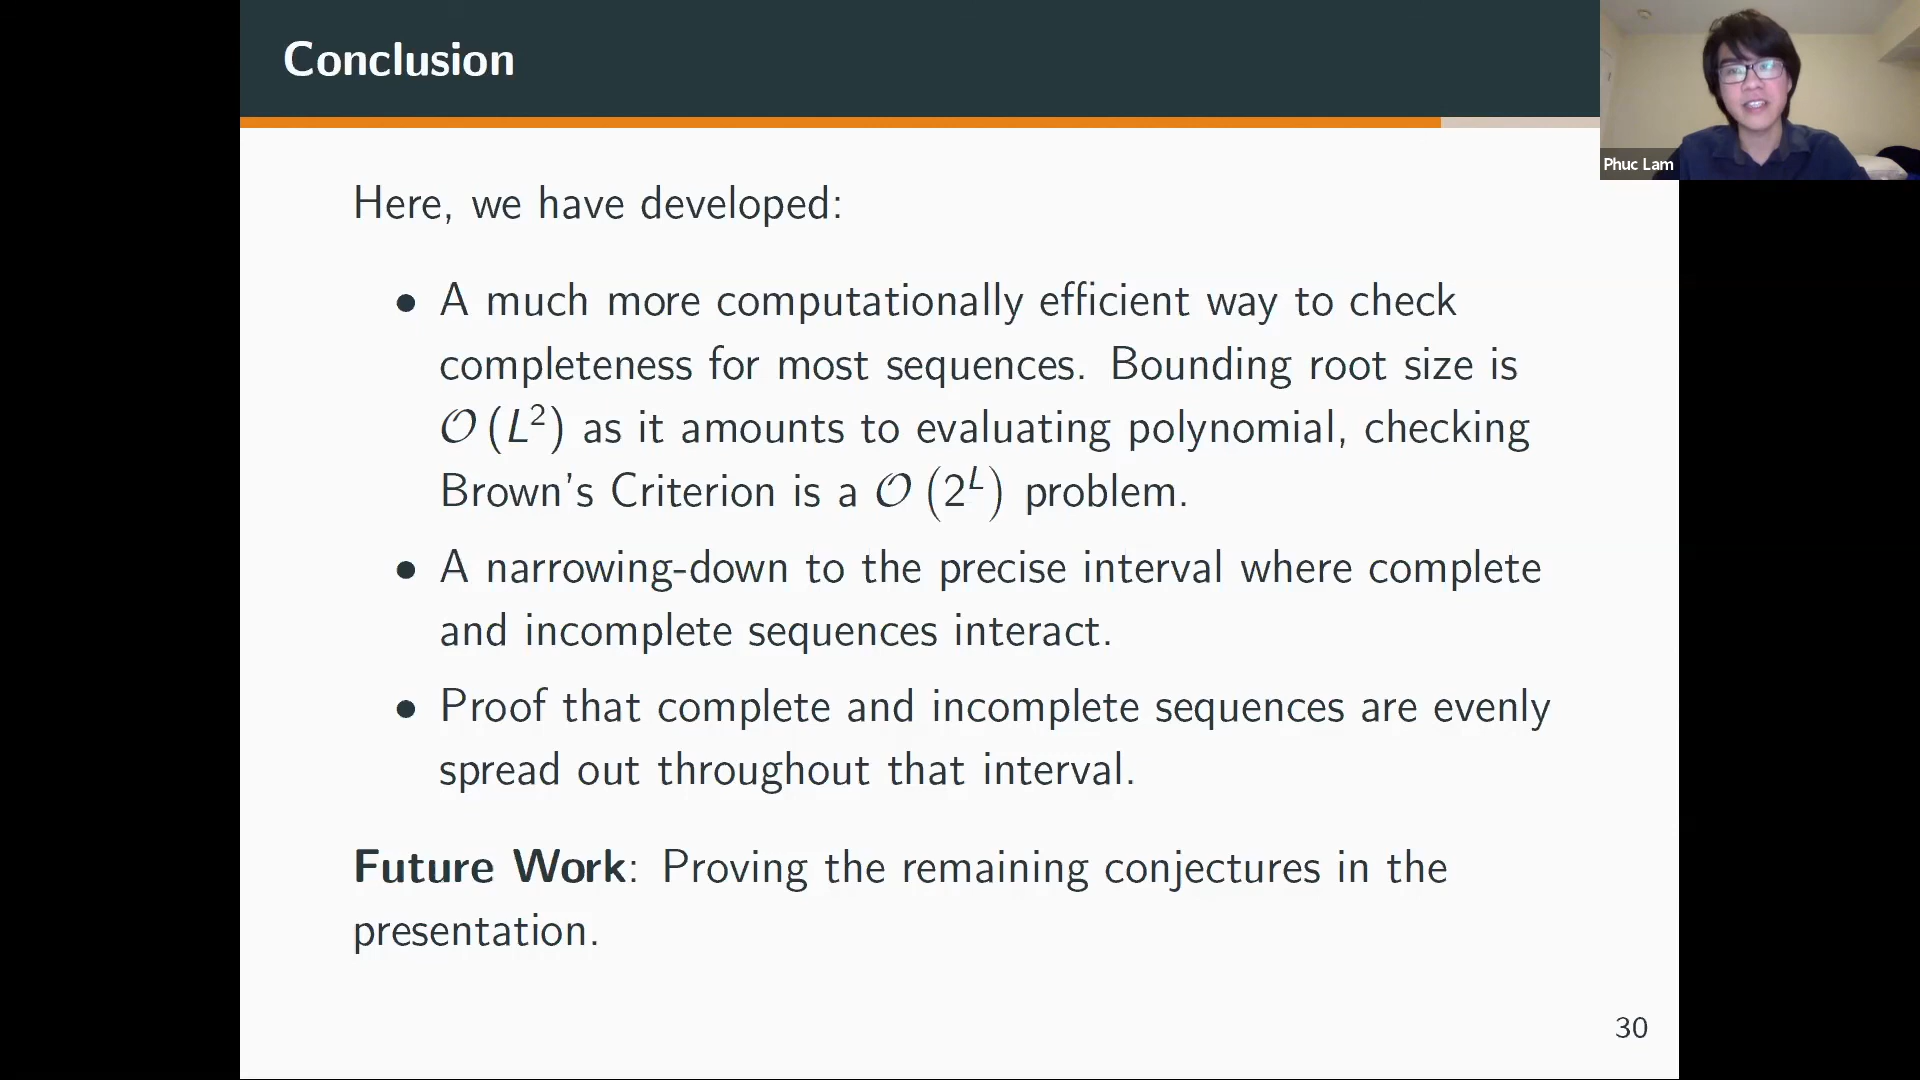 Conclusion
Phuc Lam
Here, we have developed:
• A much more computationally efficient way to check
completeness for most sequences. Bounding root size is
𝒪 (L²) as it amounts to evaluating polynomial, checking
Brown's Criterion is a 𝒪 (2ᴸ) problem.
• A narrowing-down to the precise interval where complete
and incomplete sequences interact.
• Proof that complete and incomplete sequences are evenly
spread out throughout that interval.
Future Work: Proving the remaining conjectures in the
presentation.
30